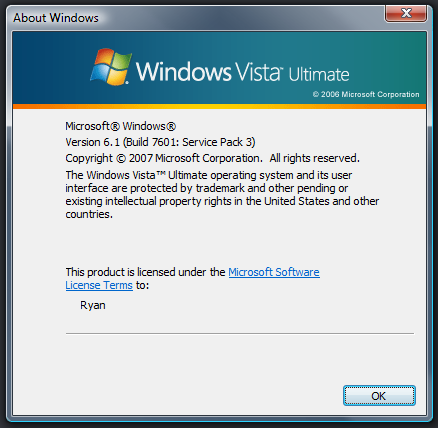 About Windows
Windows Vista™ Ultimate
© 2006 Microsoft Corporation
Microsoft® Windows®
Version 6.1 (Build 7601: Service Pack 3)
Copyright © 2007 Microsoft Corporation. All rights reserved.
The Windows Vista™ Ultimate operating system and its user
interface are protected by trademark and other pending or
existing intellectual property rights in the United States and other
countries.
This product is licensed under the Microsoft Software
License Terms to:
Ryan
OK